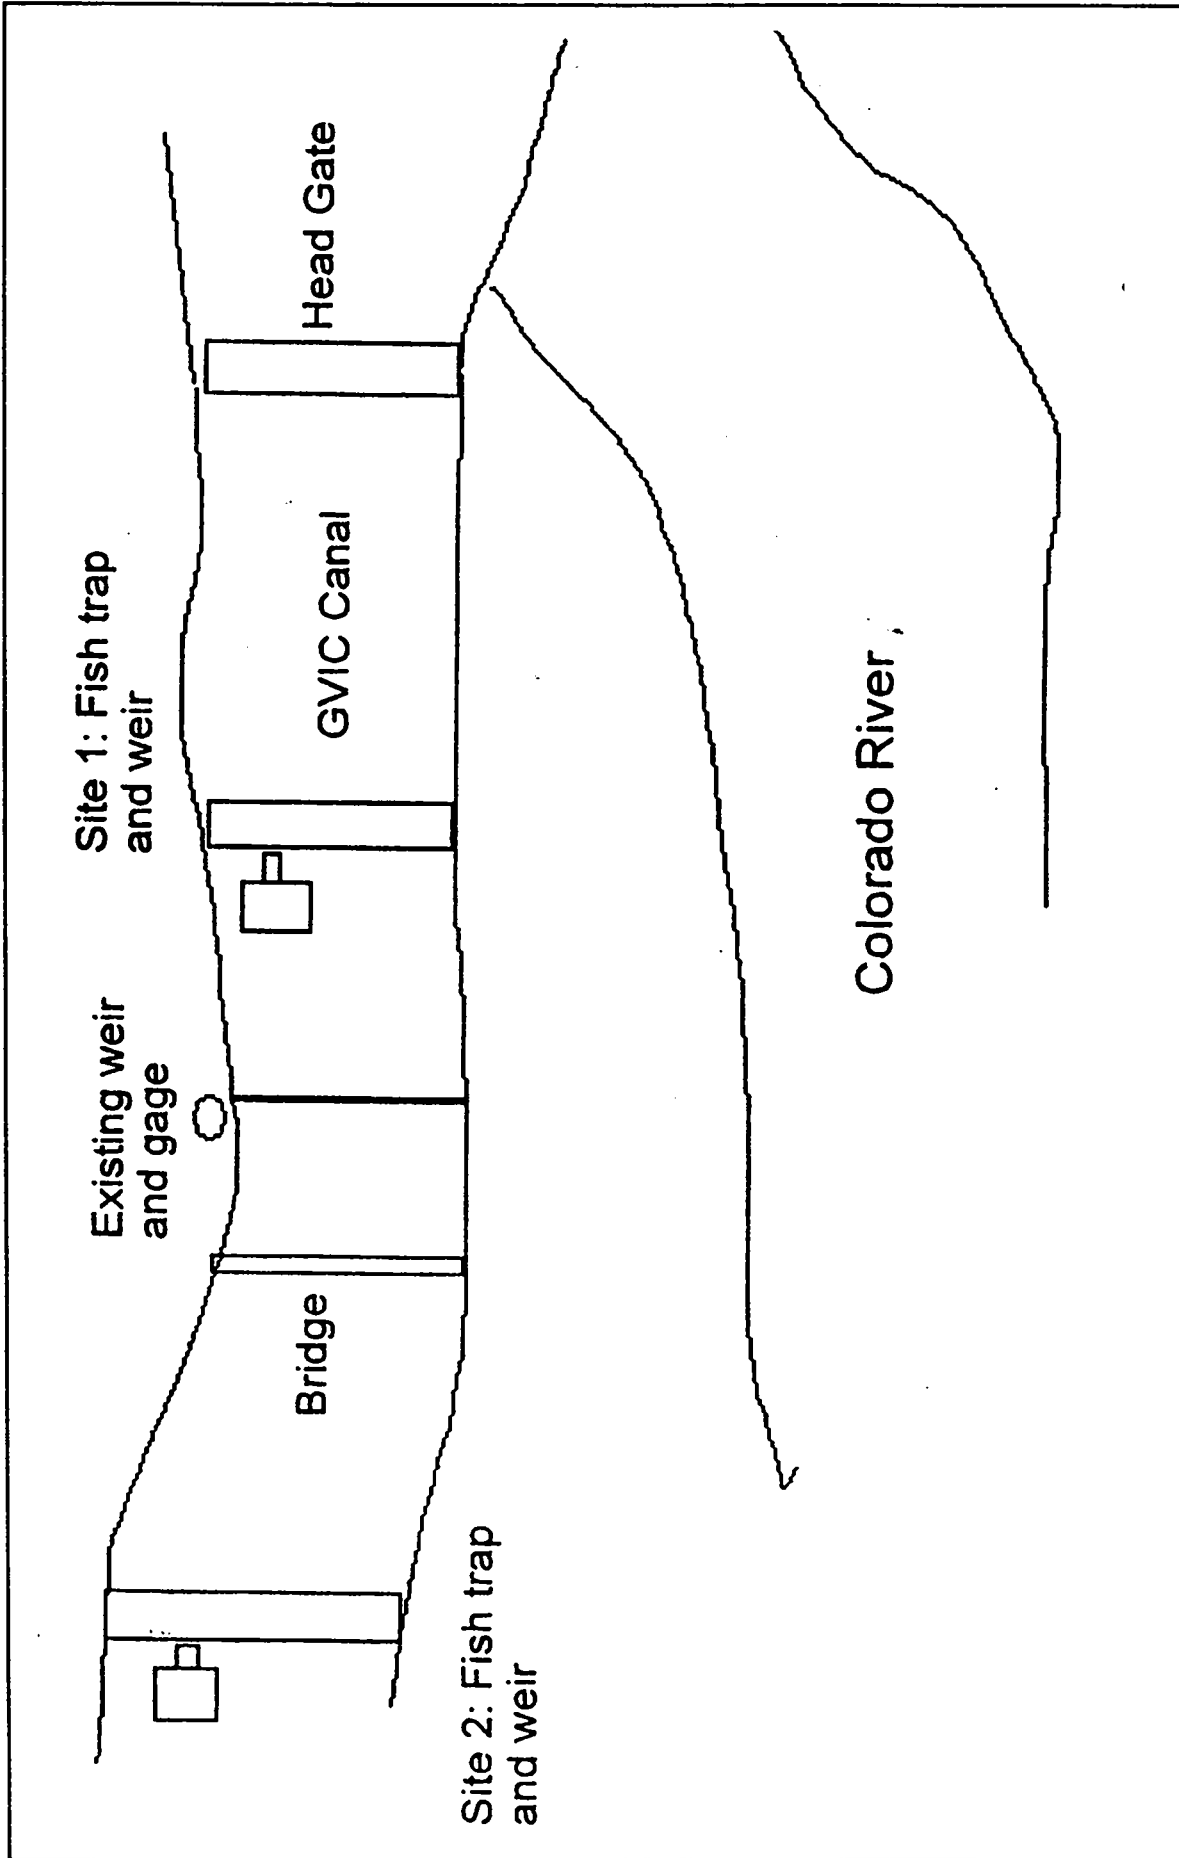 Site 1: Fish trap
and weir
Existing weir
and gage
Head Gate
GVIC Canal
Bridge
Site 2: Fish trap
and weir
Colorado River